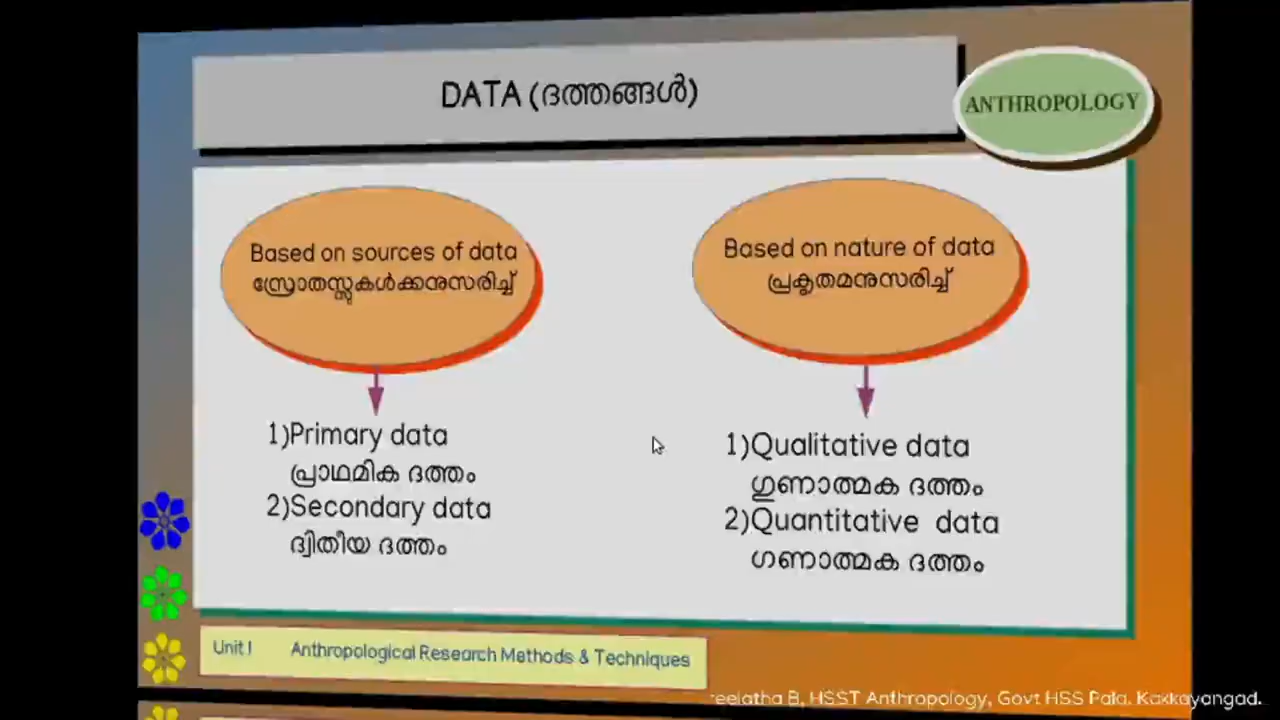 DATA (ദത്തങ്ങൾ)
ANTHROPOLOGY
Based on sources of data
സ്രോതസ്സുകൾക്കനുസരിച്ച്
1)Primary data
പ്രാഥമിക ദത്തം
2)Secondary data
ദ്വിതീയ ദത്തം
Based on nature of data
പ്രകൃതമനുസരിച്ച്
1)Qualitative data
ഗുണാത്മക ദത്തം
2)Quantitative data
ഗണാത്മക ദത്തം
Unit I Anthropological Research Methods & Techniques
B, HSST Anthropology, Govt HSS Pala, Kakkayangad.